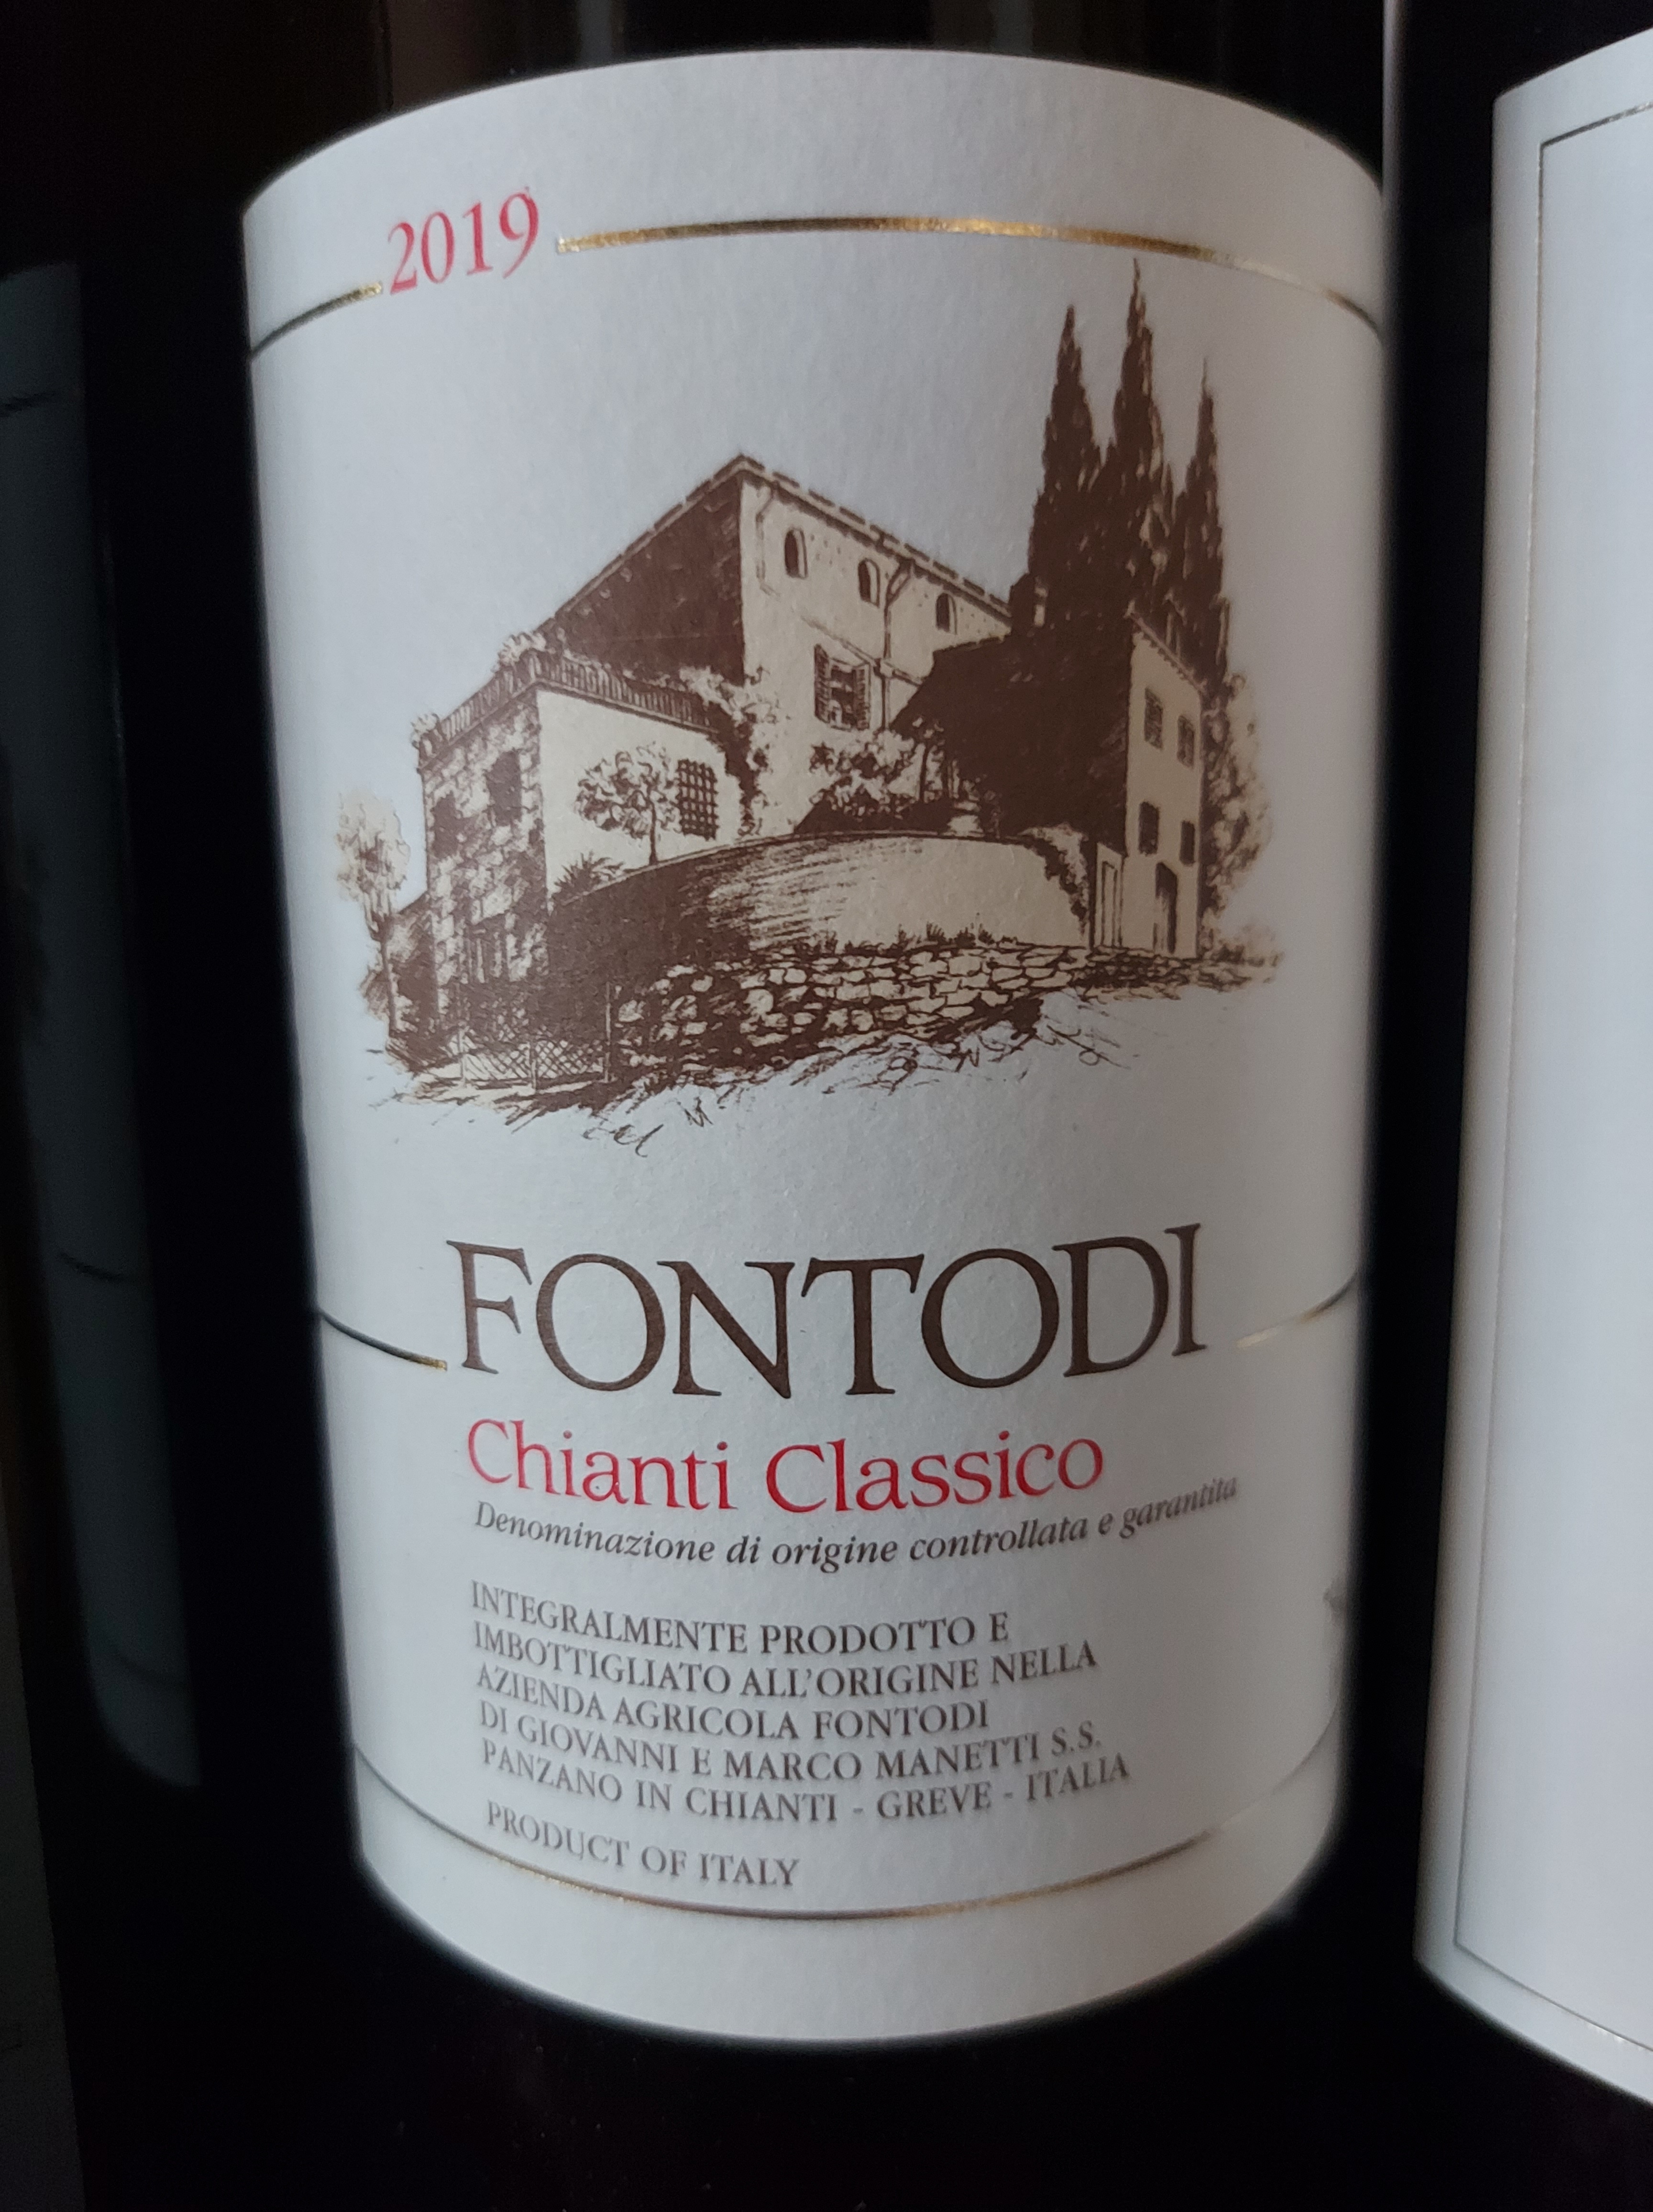 2019
FONTODI
Chianti Classico
Denominazione di origine controllata e garantita
INTEGRALMENTE PRODOTTO E
IMBOTTIGLIATO ALL'ORIGINE NELLA
AZIENDA AGRICOLA FONTODI
DI GIOVANNI E MARCO MANETTI S.S.
PANZANO IN CHIANTI - GREVE - ITALIA
PRODUCT OF ITALY